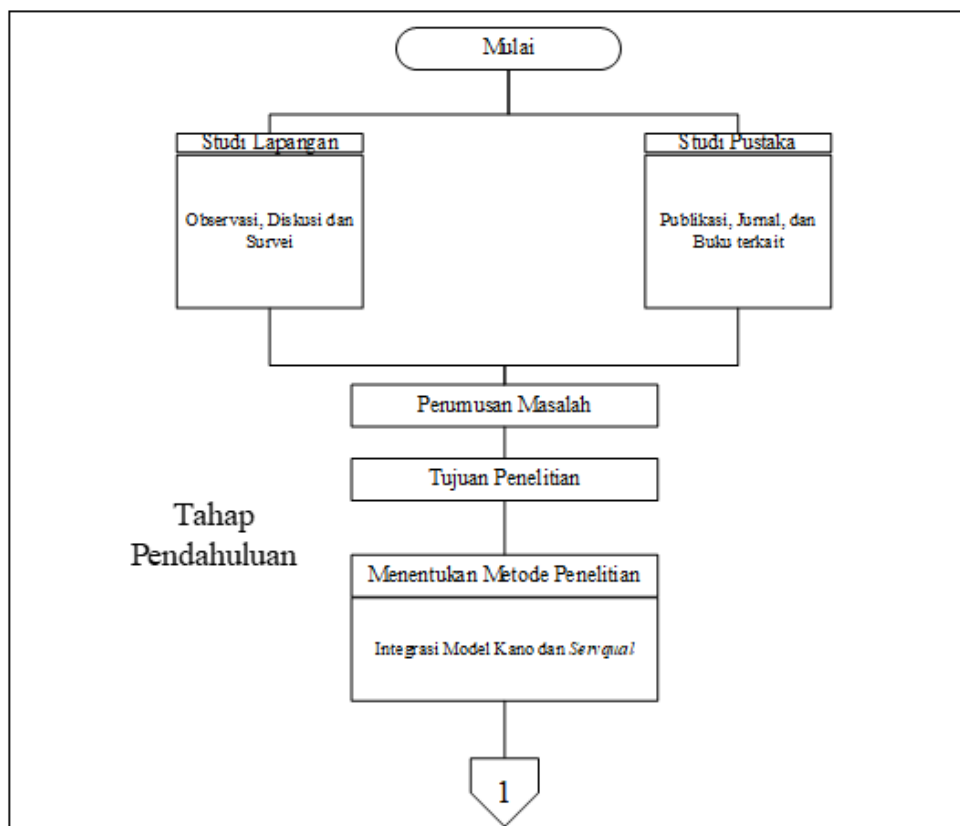 Mulai
Studi Lapangan
Observasi, Diskusi dan
Survei
Studi Pustaka
Publikasi, Jurnal, dan
Buku terkait
Perumusan Masalah
Tujuan Penelitian
Tahap
Pendahuluan
Menentukan Metode Penelitian
Integrasi Model Kano dan Servqual
1